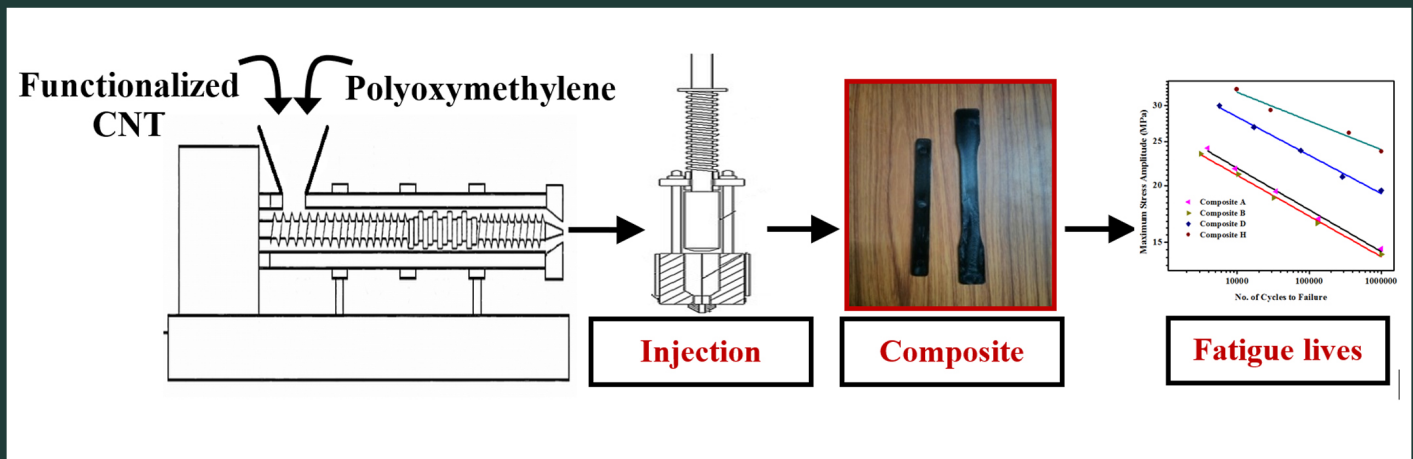 Functionalized
CNT
Polyoxymethylene
Injection
Composite
Maximum Stress Amplitude (MPa)
30
25
20
15
Composite A
Composite B
Composite D
Composite H
10000 100000 1000000
No. of Cycles to Failure
Fatigue lives